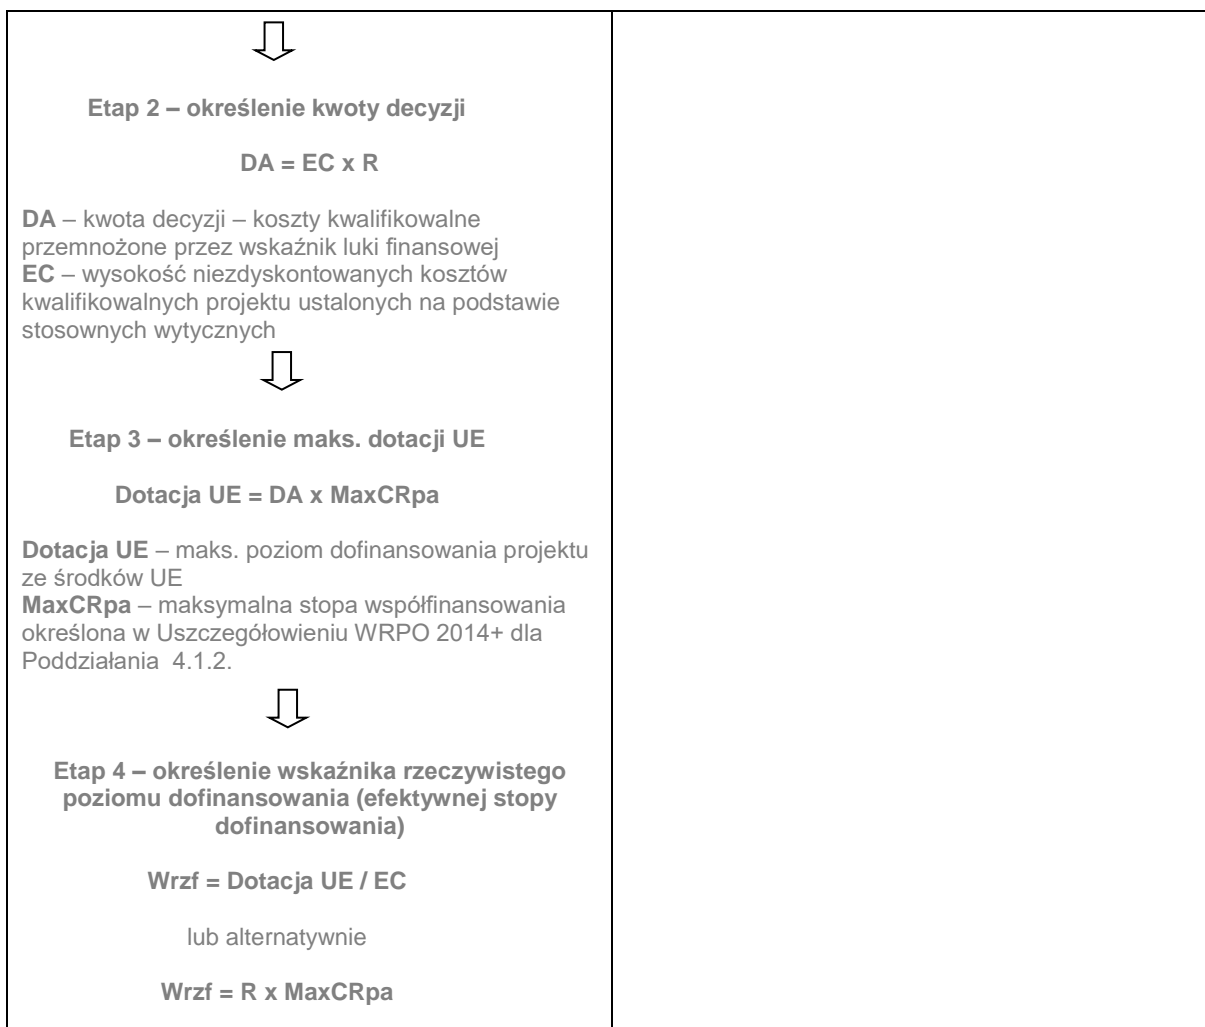 Etap 2 – określenie kwoty decyzji
DA = EC x R
DA – kwota decyzji – koszty kwalifikowalne
przemnożone przez wskaźnik luki finansowej
EC – wysokość niezdyskontowanych kosztów
kwalifikowalnych projektu ustalonych na podstawie
stosownych wytycznych
Etap 3 – określenie maks. dotacji UE
Dotacja UE = DA x MaxCRpa
Dotacja UE – maks. poziom dofinansowania projektu
ze środków UE
MaxCRpa – maksymalna stopa współfinansowania
określona w Uszczegółowieniu WRPO 2014+ dla
Poddziałania 4.1.2.
Etap 4 – określenie wskaźnika rzeczywistego
poziomu dofinansowania (efektywnej stopy
dofinansowania)
Wrzf = Dotacja UE / EC
lub alternatywnie
Wrzf = R x MaxCRpa